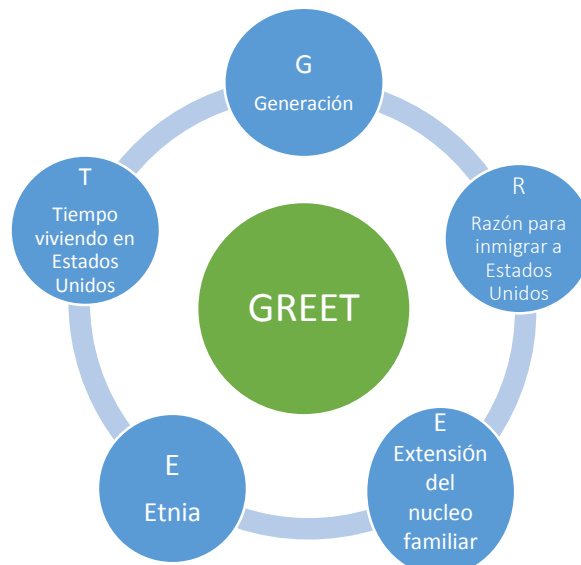 G
Generación
R
Razón para
inmigrar a
Estados
Unidos
E
Extensión
del
nucleo
familiar
E
Etnia
T
Tiempo
viviendo en
Estados
Unidos
GREET